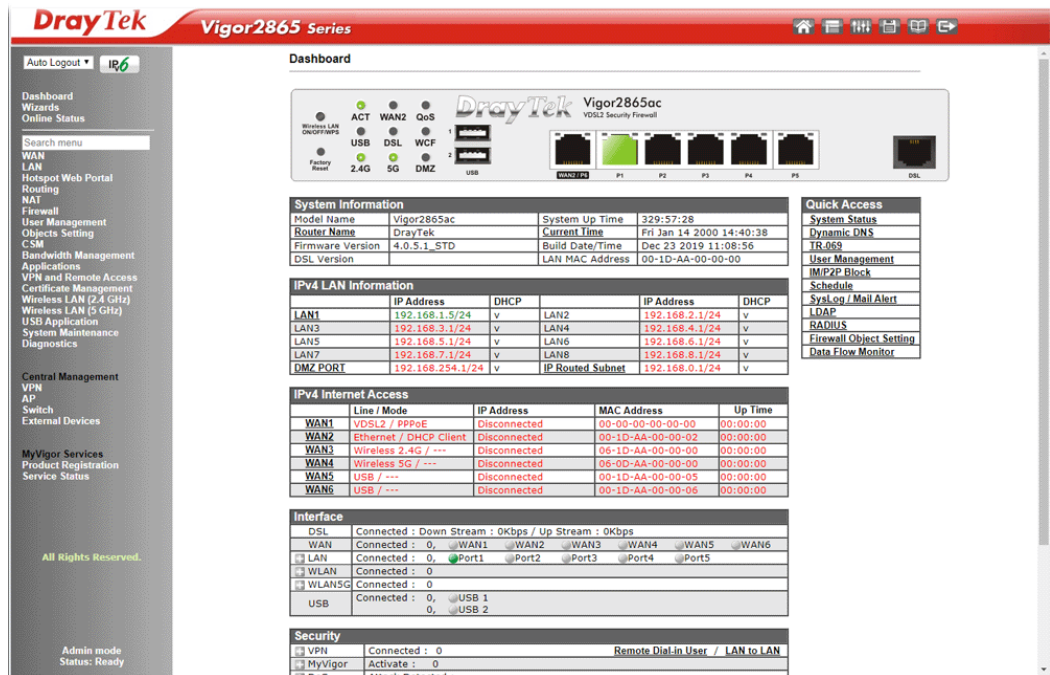 DrayTek
Vigor2865 Series
Auto Logout
IPv6
Dashboard
Wizards
Online Status
Search menu
WAN
LAN
Hotspot Web Portal
Routing
NAT
Firewall
User Management
Objects Setting
CSM
Bandwidth Management
Applications
VPN and Remote Access
Certificate Management
Wireless LAN (2.4 GHz)
Wireless LAN (5 GHz)
USB Application
System Maintenance
Diagnostics
Central Management
VPN
AP
Switch
External Devices
MyVigor Services
Product Registration
Service Status
All Rights Reserved.
Admin mode
Status: Ready
Dashboard
DrayTek Vigor2865ac
VDSL2 Security Firewall
Wireless LAN
ON/OFF/WPS
Factory
Reset
ACT WAN2 QoS
USB DSL WCF
2.4G 5G DMZ
1
2
USB
WAN2 / P6 P1 P2 P3 P4 P5 DSL
System Information
Model Name Vigor2865ac System Up Time 329:57:28
Router Name DrayTek Current Time Fri Jan 14 2000 14:40:38
Firmware Version 4.0.5.1_STD Build Date/Time Dec 23 2019 11:08:56
DSL Version LAN MAC Address 00-1D-AA-00-00-00
IPv4 LAN Information
IP Address DHCP IP Address DHCP
LAN1 192.168.1.5/24 v LAN2 192.168.2.1/24 v
LAN3 192.168.3.1/24 v LAN4 192.168.4.1/24 v
LAN5 192.168.5.1/24 v LAN6 192.168.6.1/24 v
LAN7 192.168.7.1/24 v LAN8 192.168.8.1/24 v
DMZ PORT 192.168.254.1/24 v IP Routed Subnet 192.168.0.1/24 v
IPv4 Internet Access
Line / Mode IP Address MAC Address Up Time
WAN1 VDSL2 / PPPoE Disconnected 00-00-00-00-00-00 00:00:00
WAN2 Ethernet / DHCP Client Disconnected 00-1D-AA-00-00-02 00:00:00
WAN3 Wireless 2.4G / --- Disconnected 06-1D-AA-00-00-00 00:00:00
WAN4 Wireless 5G / --- Disconnected 06-0D-AA-00-00-00 00:00:00
WAN5 USB / --- Disconnected 00-1D-AA-00-00-05 00:00:00
WAN6 USB / --- Disconnected 00-1D-AA-00-00-06 00:00:00
Interface
DSL Connected : Down Stream : 0Kbps / Up Stream : 0Kbps
WAN Connected : 0, WAN1 WAN2 WAN3 WAN4 WAN5 WAN6
LAN Connected : 0, Port1 Port2 Port3 Port4 Port5
WLAN Connected : 0
WLAN5G Connected : 0
USB Connected : 0, USB 1
0, USB 2
Security
VPN Connected : 0 Remote Dial-in User / LAN to LAN
MyVigor Activate : 0
Quick Access
System Status
Dynamic DNS
TR-069
User Management
IM/P2P Block
Schedule
SysLog / Mail Alert
LDAP
RADIUS
Firewall Object Setting
Data Flow Monitor